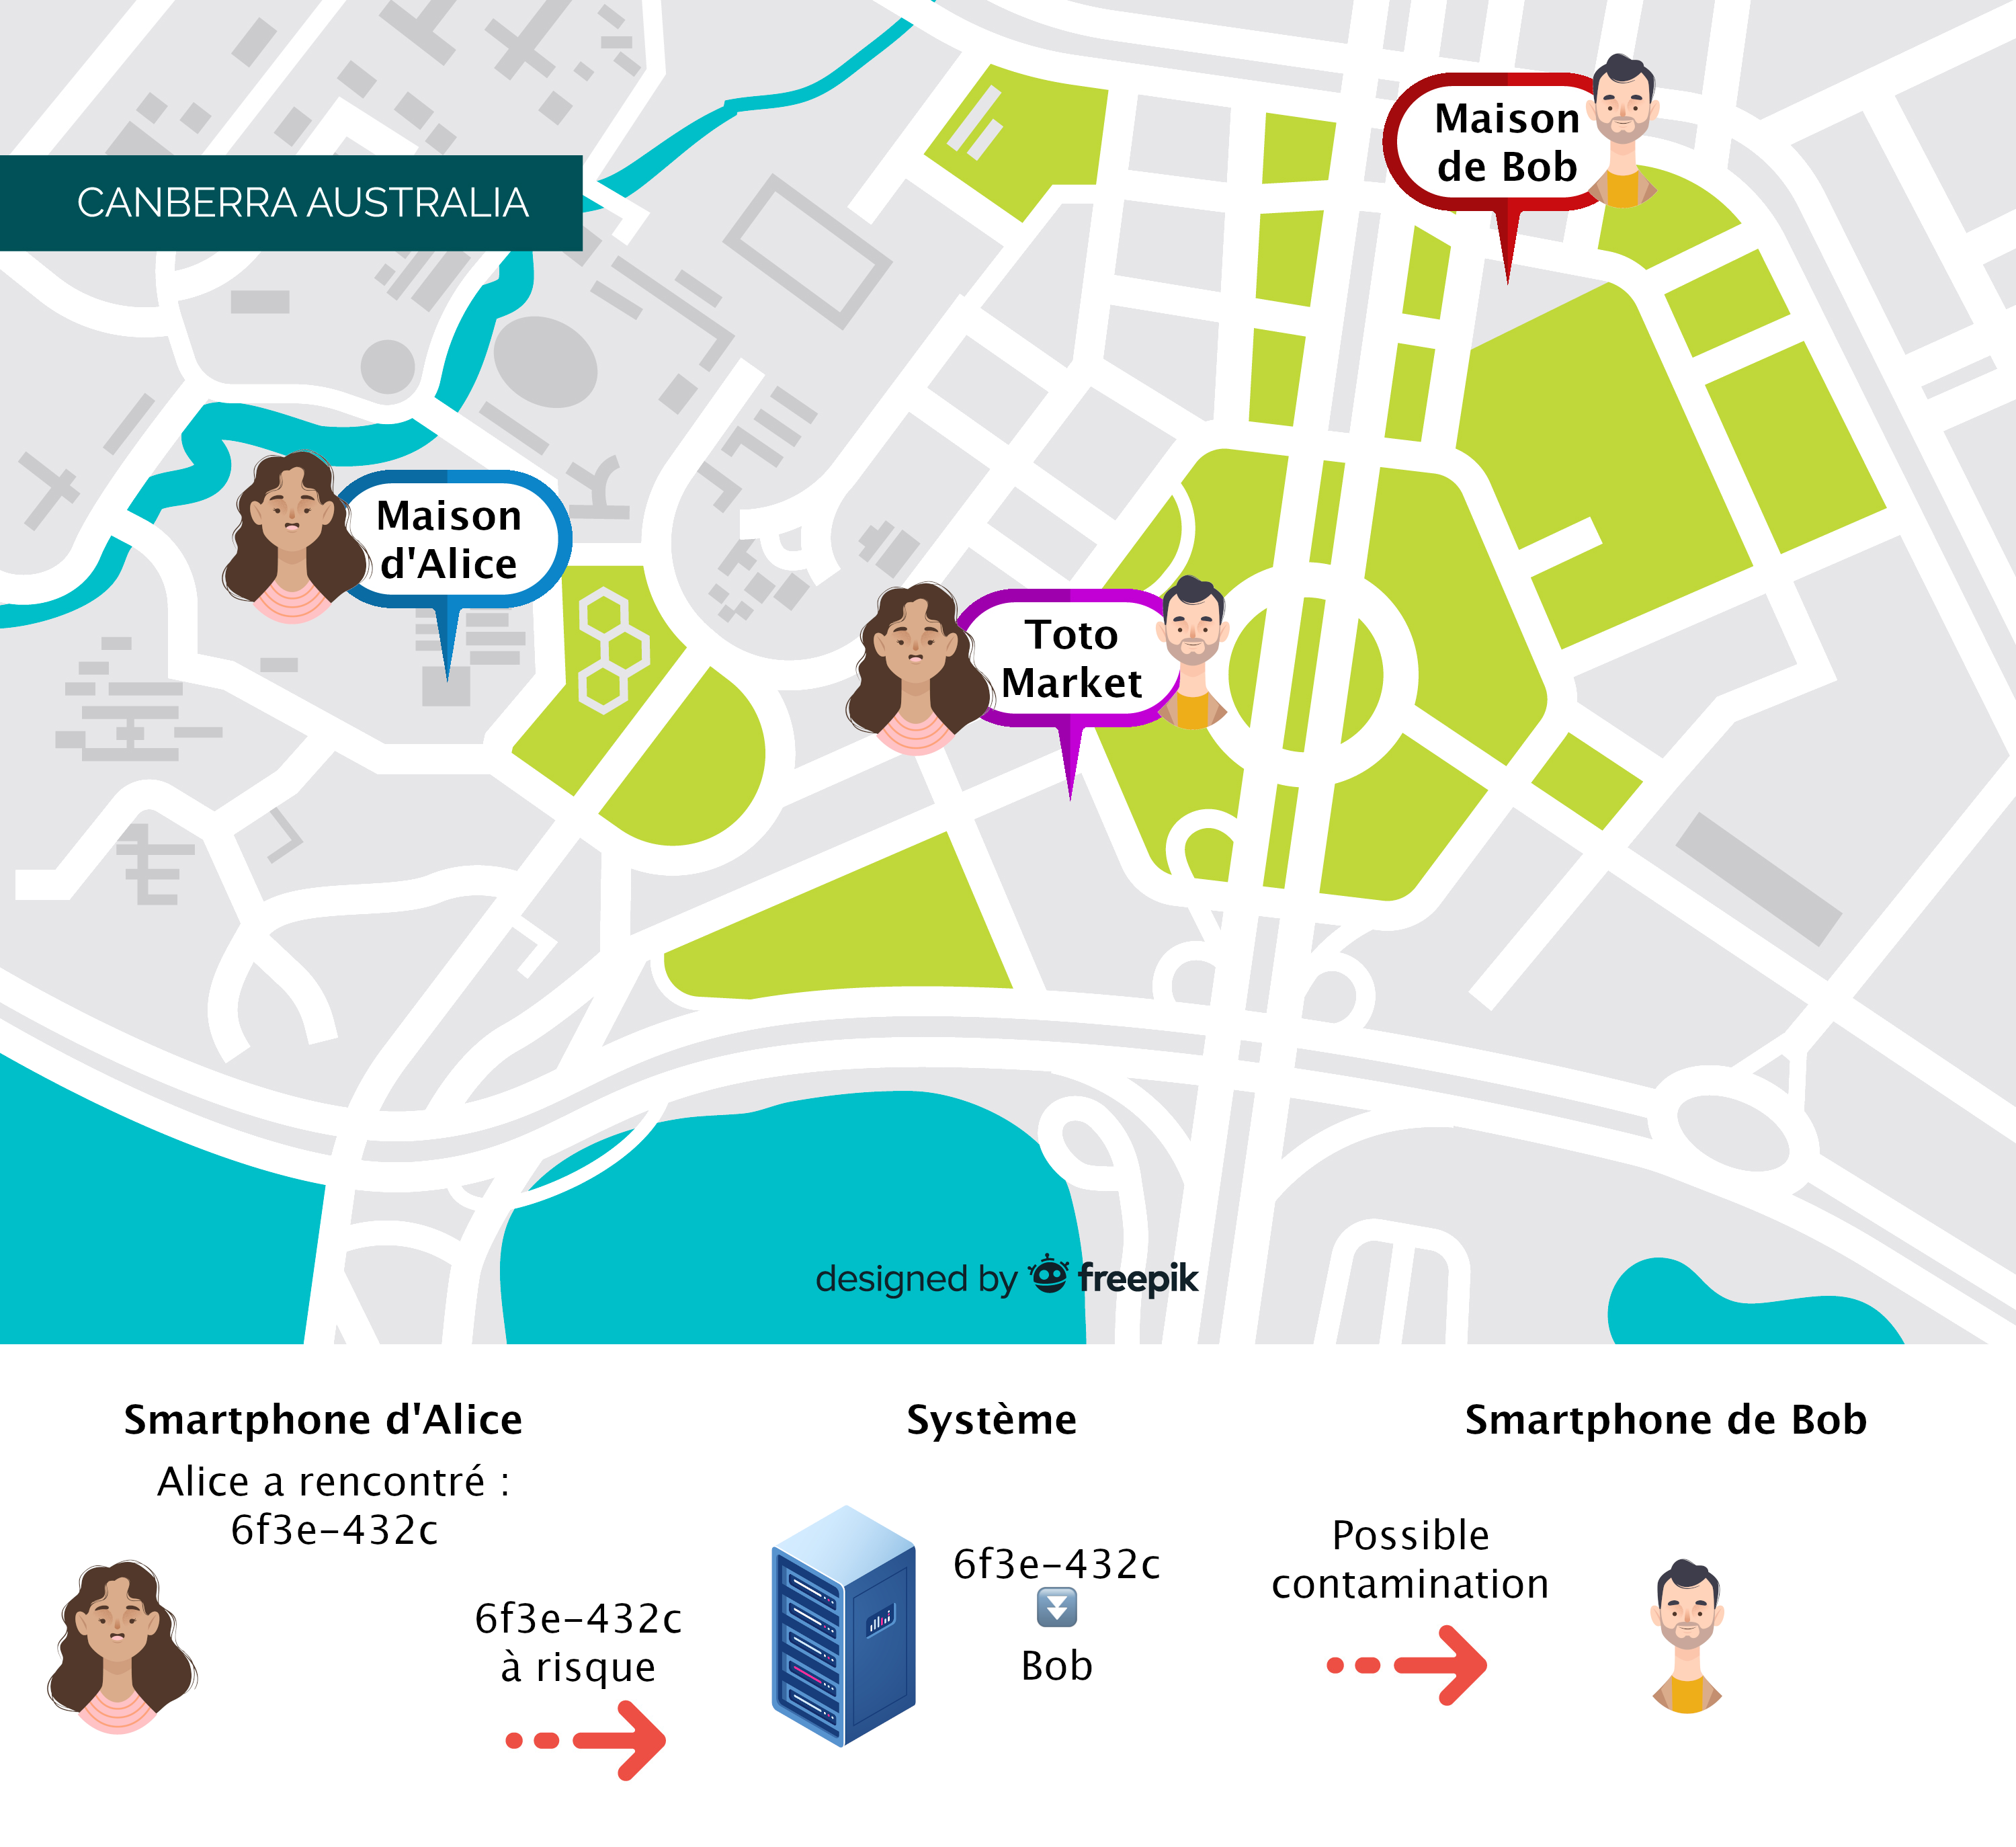 Maison
de Bob
CANBERRA AUSTRALIA
Maison
d'Alice
Toto
Market
designed by freepik
Smartphone d'Alice
Système
Smartphone de Bob
Alice a rencontré :
6f3e-432c
6f3e-432c
à risque
6f3e-432c
Bob
Possible
contamination